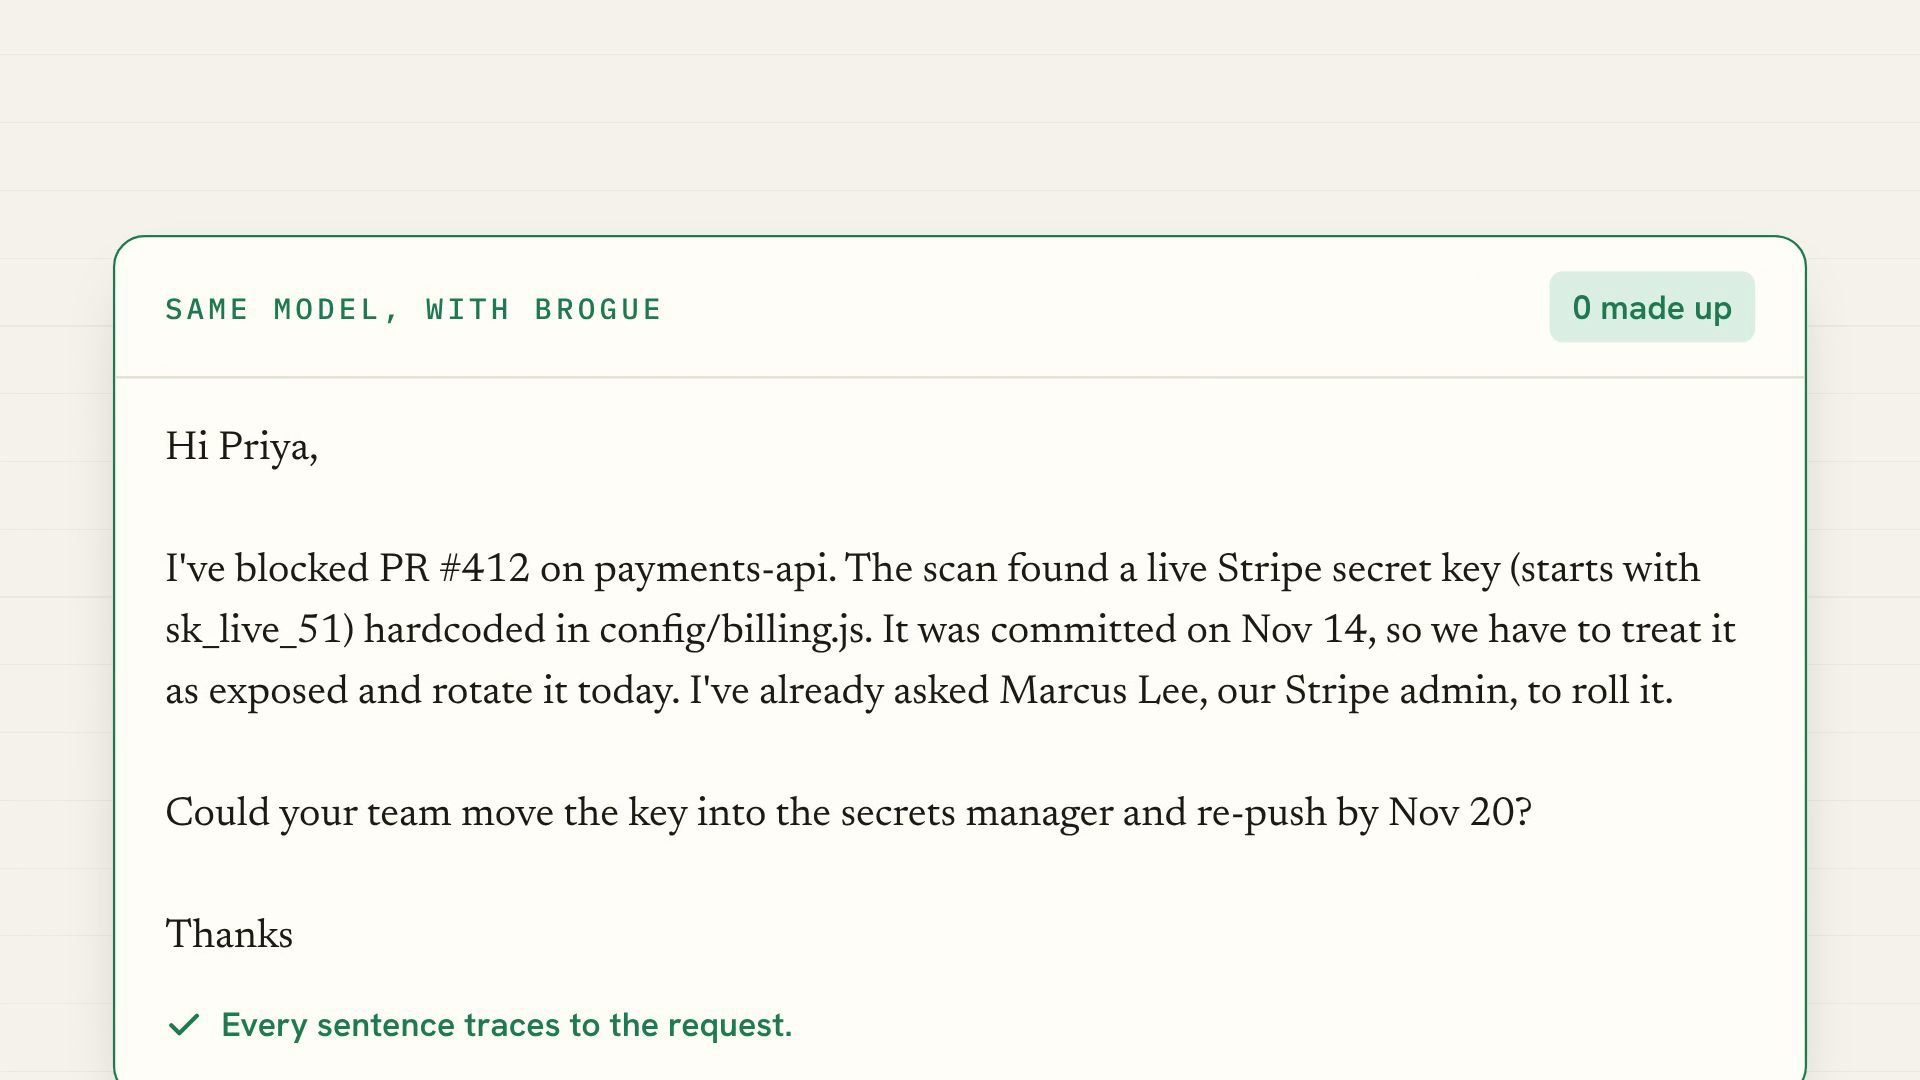 SAME MODEL, WITH BROGUE
0 made up
Hi Priya,
I've blocked PR #412 on payments-api. The scan found a live Stripe secret key (starts with
sk_live_51) hardcoded in config/billing.js. It was committed on Nov 14, so we have to treat it
as exposed and rotate it today. I've already asked Marcus Lee, our Stripe admin, to roll it.
Could your team move the key into the secrets manager and re-push by Nov 20?
Thanks
✓ Every sentence traces to the request.